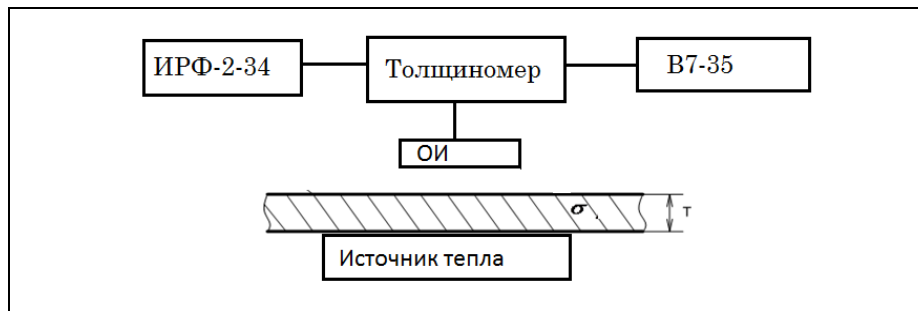 ИРФ-2-34
Толщиномер
В7-35
ОИ
σ
Т
Источник тепла